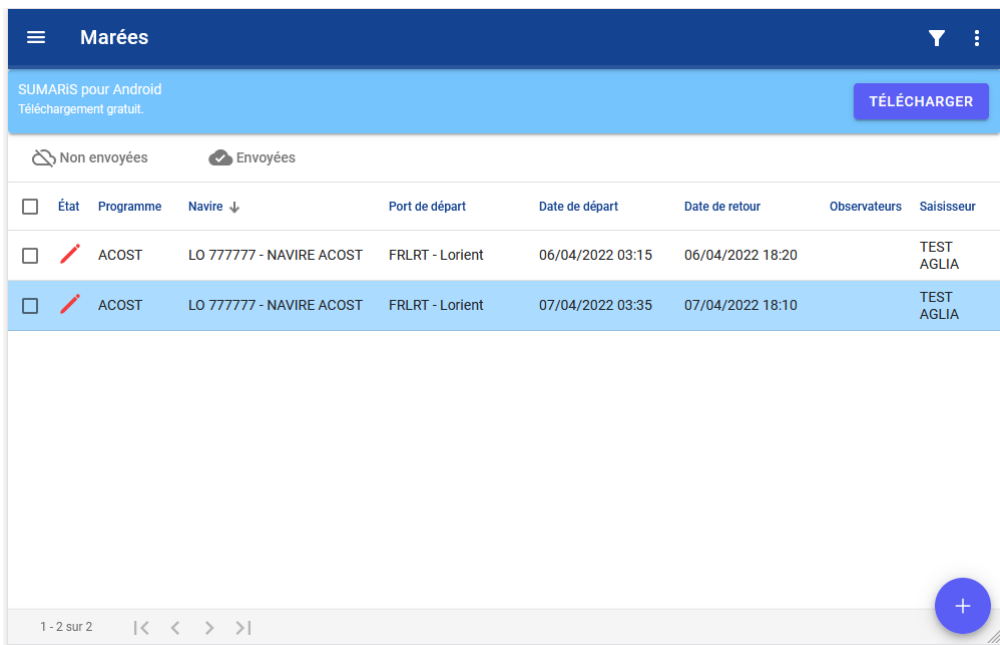 Marées
SUMARiS pour Android
Téléchargement gratuit.
TÉLÉCHARGER
Non envoyées Envoyées
État Programme Navire Port de départ Date de départ Date de retour Observateurs Saisisseur
ACOST LO 777777 - NAVIRE ACOST FRLRT - Lorient 06/04/2022 03:15 06/04/2022 18:20 TEST
AGLIA
ACOST LO 777777 - NAVIRE ACOST FRLRT - Lorient 07/04/2022 03:35 07/04/2022 18:10 TEST
AGLIA
1 - 2 sur 2